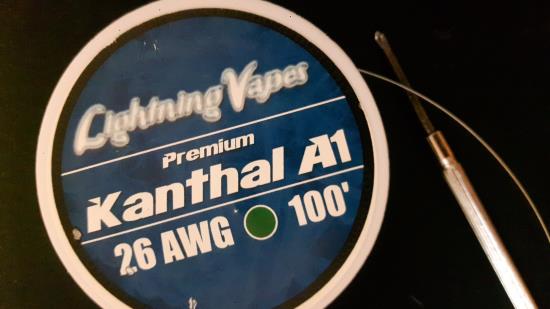 Lightning Vapes
Premium
Kanthal A1
26 AWG 100'